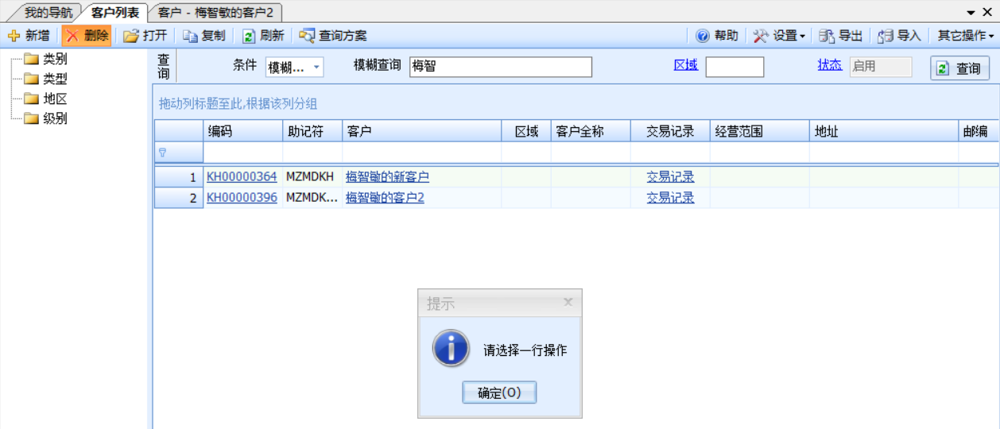 我的导航 客户列表 客户 - 梅智敏的客户2
新增 删除 打开 复制 刷新 查询方案 帮助 设置 导出 导入 其它操作
类别
类型
地区
级别
查询 条件 模糊... 模糊查询 梅智 区域 状态 启用 查询
拖动列标题至此,根据该列分组
编码 助记符 客户 区域 客户全称 交易记录 经营范围 地址 邮编
1 KH00000364 MZMDKH 梅智敏的新客户 交易记录
2 KH00000396 MZMDK... 梅智敏的客户2 交易记录
提示
请选择一行操作
确定(O)